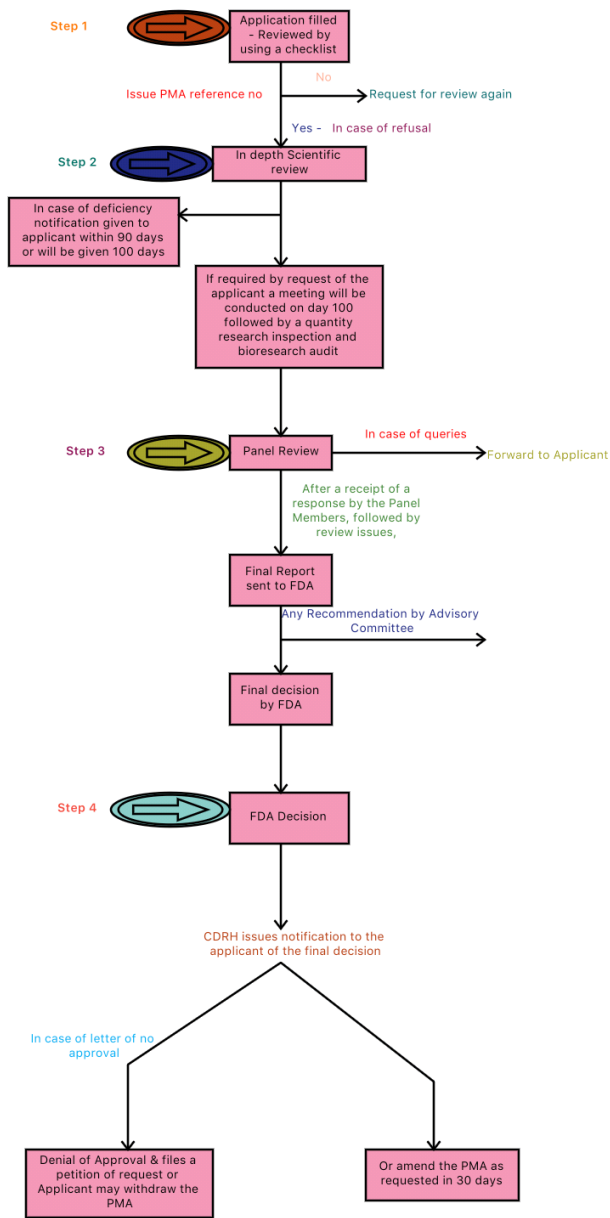 Step 1
Application filled
- Reviewed by
using a checklist
No
Issue PMA reference no
Request for review again
Yes - In case of refusal
Step 2
In depth Scientific
review
In case of deficiency
notification given to
applicant within 90 days
or will be given 100 days
If required by request of the
applicant a meeting will be
conducted on day 100
followed by a quantity
research inspection and
bioresearch audit
Step 3
Panel Review
In case of queries
Forward to Applicant
After a receipt of a
response by the Panel
Members, followed by
review issues,
Final Report
sent to FDA
Any Recommendation by Advisory
Committee
Final decision
by FDA
Step 4
FDA Decision
CDRH issues notification to the
applicant of the final decision
In case of letter of no
approval
Denial of Approval & files a
petition of request or
Applicant may withdraw the
PMA
Or amend the PMA as
requested in 30 days